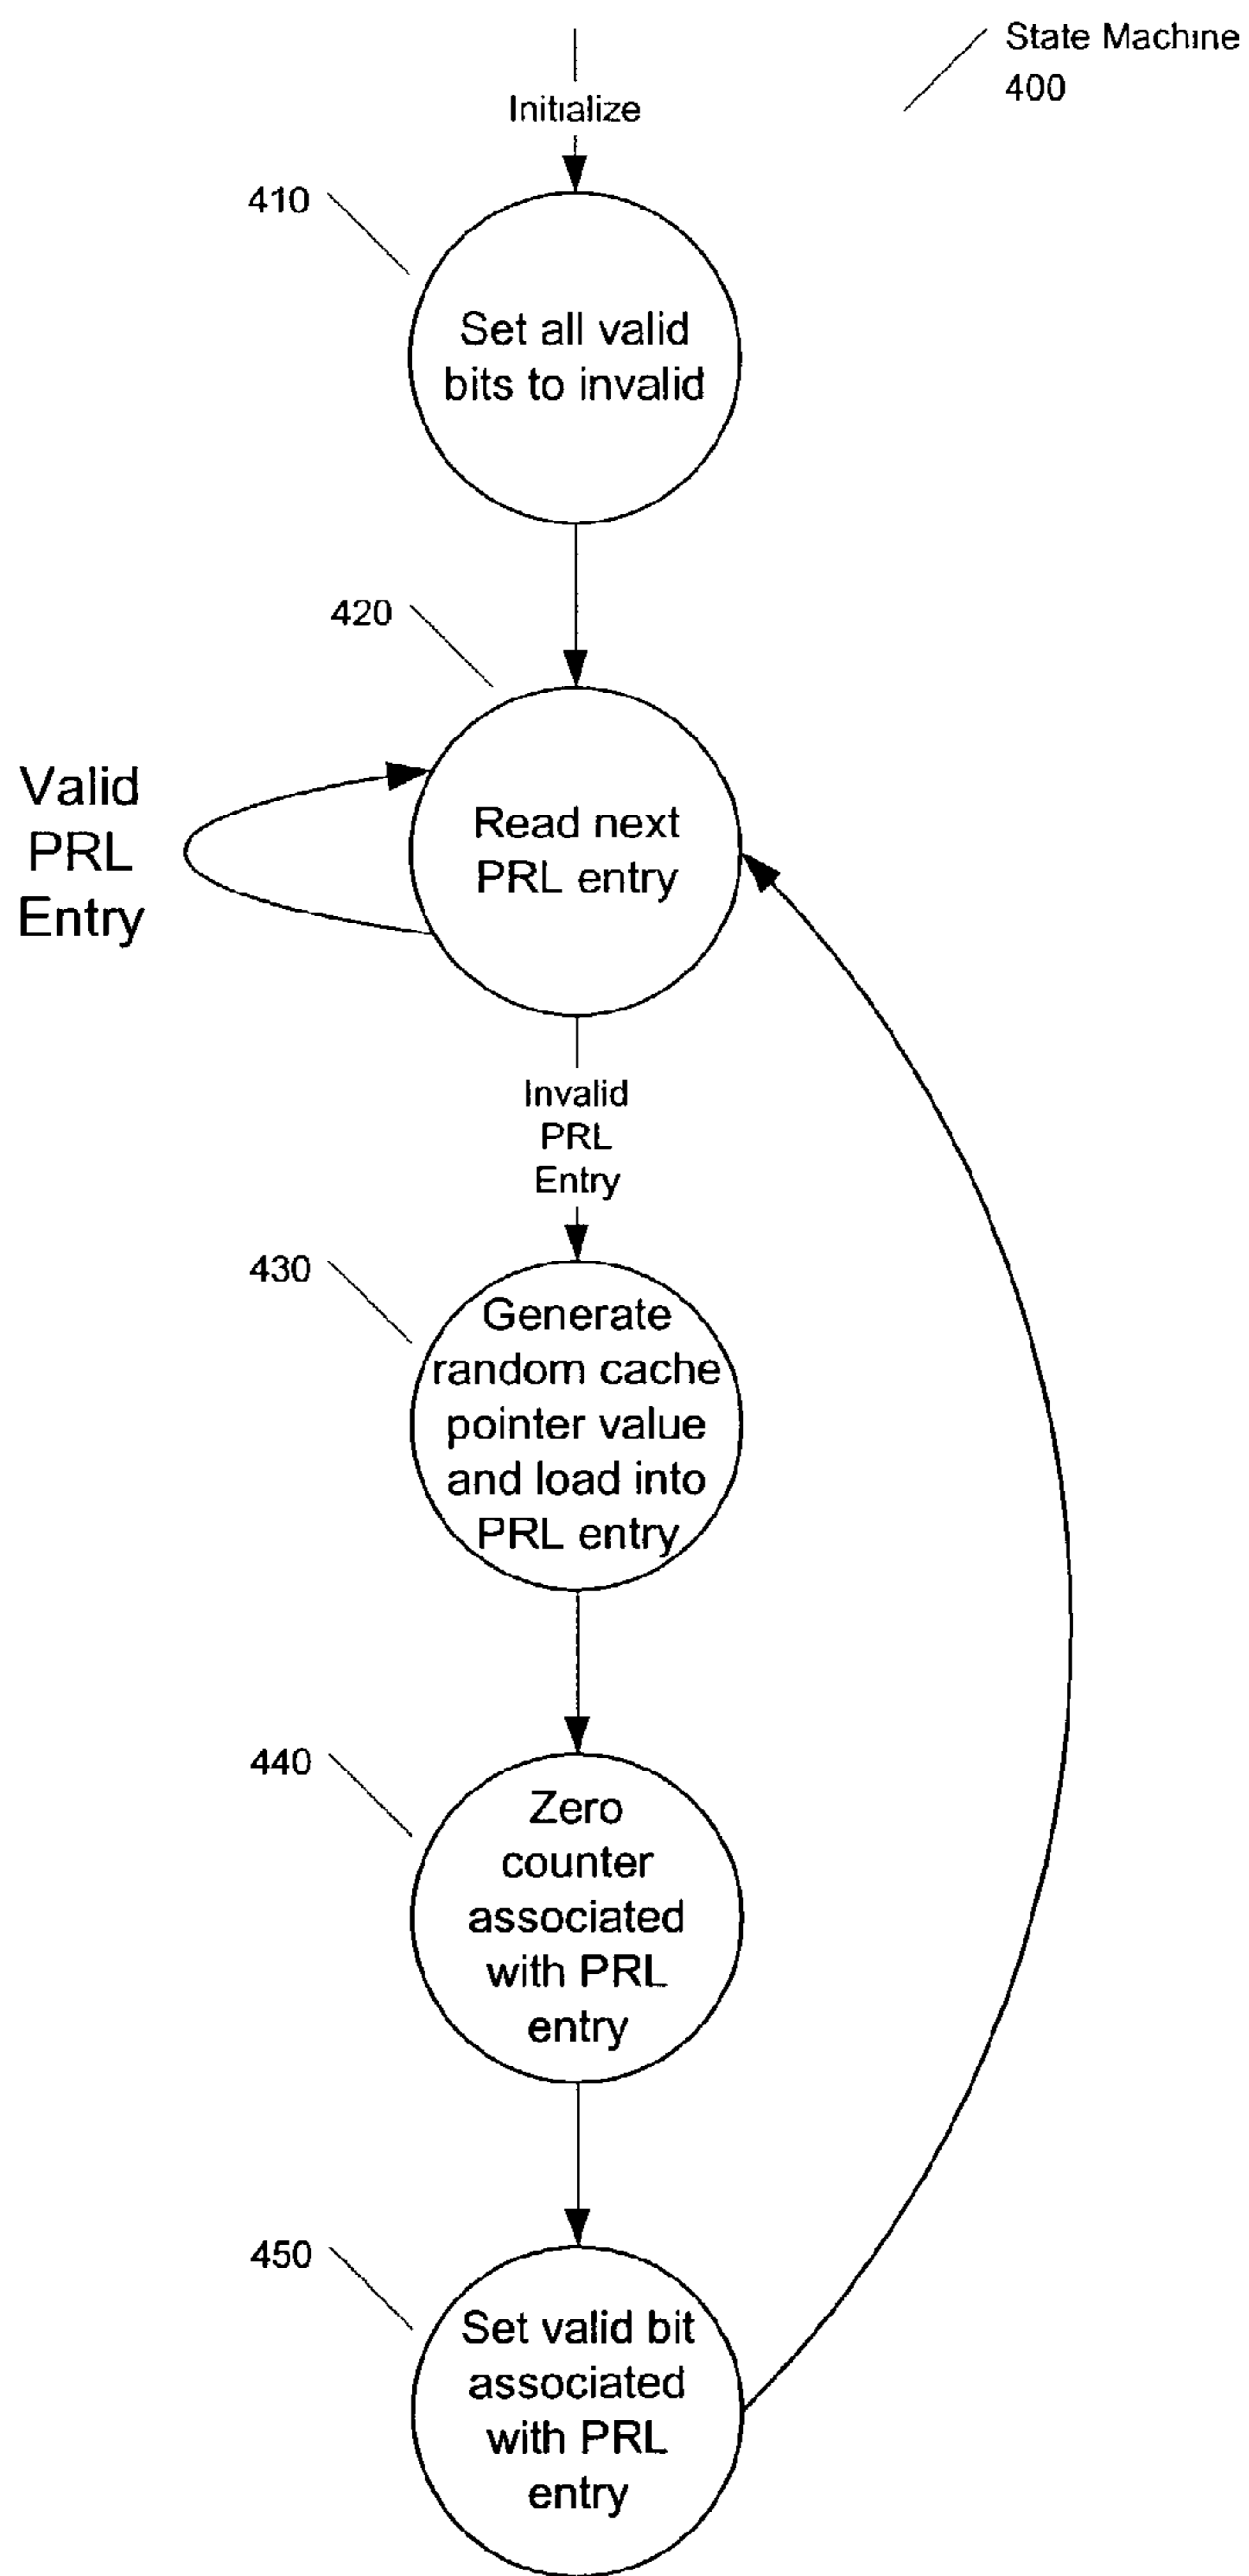 State Machine
400
Initialize
410
Set all valid
bits to invalid
420
Valid
PRL
Entry
Read next
PRL entry
Invalid
PRL
Entry
430
Generate
random cache
pointer value
and load into
PRL entry
440
Zero
counter
associated
with PRL
entry
450
Set valid bit
associated
with PRL
entry